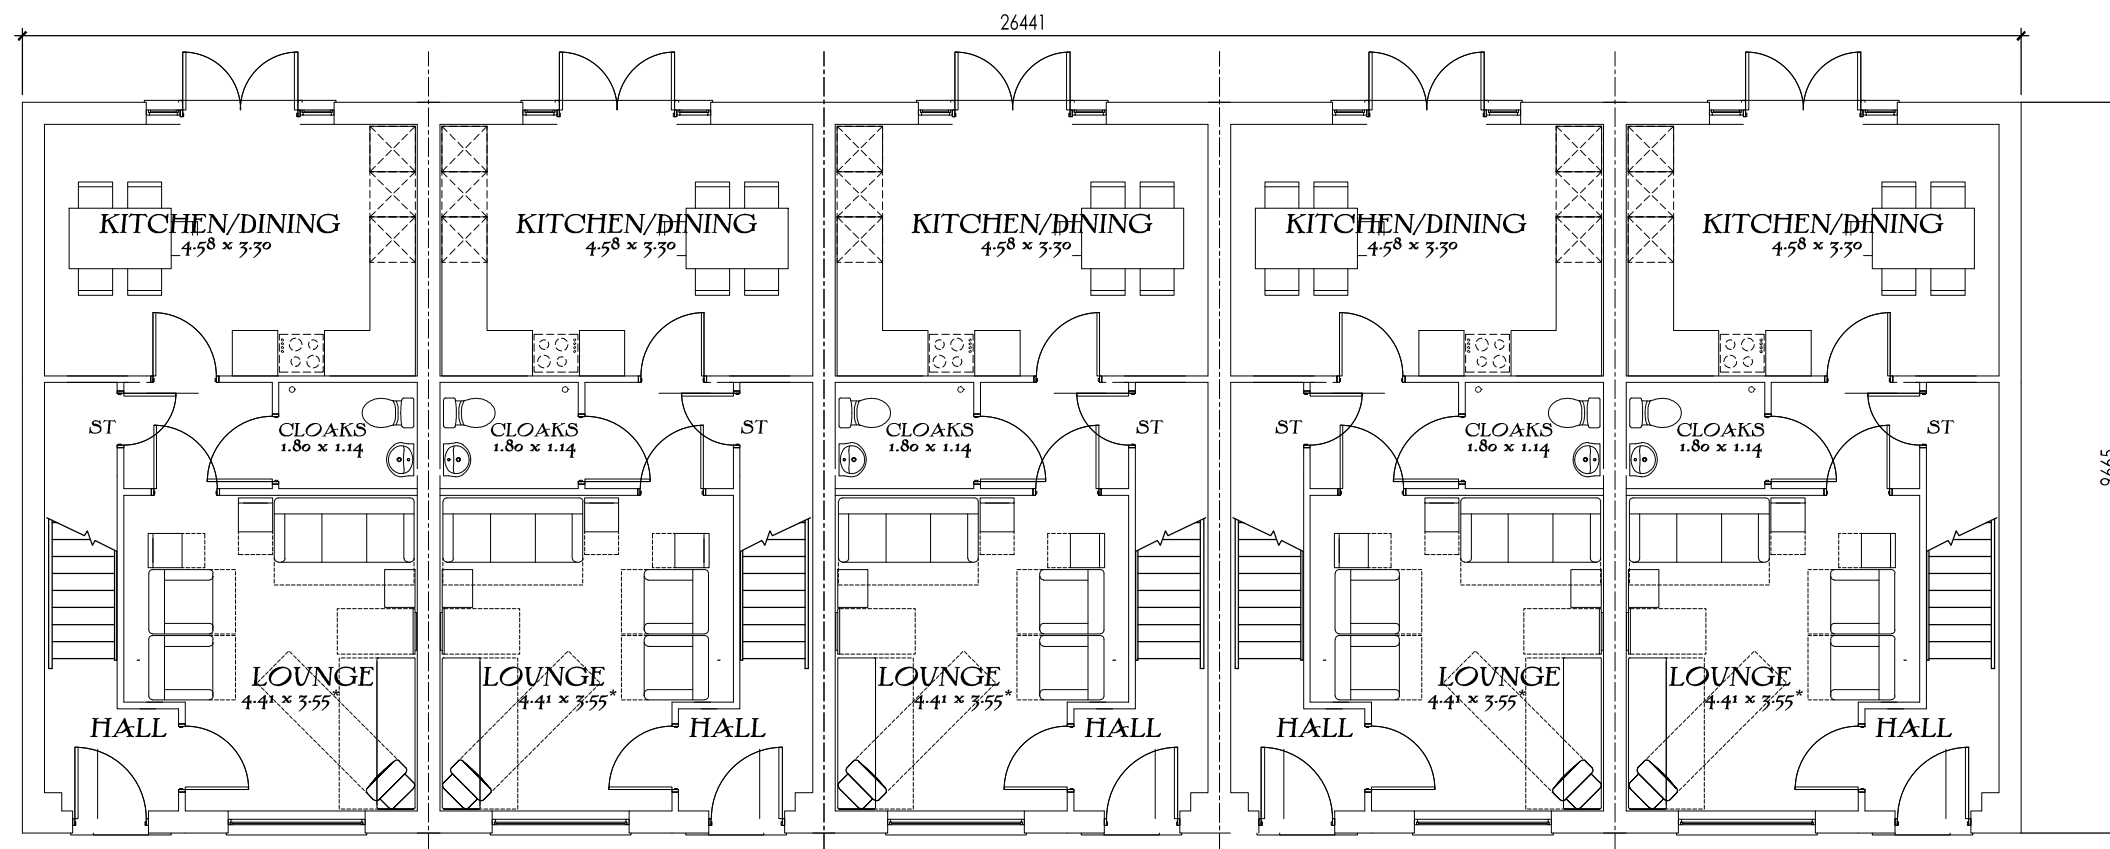 26441
KITCHEN/DINING
4.58 x 3.30
KITCHEN/DINING
4.58 x 3.30
KITCHEN/DINING
4.58 x 3.30
KITCHEN/DINING
4.58 x 3.30
KITCHEN/DINING
4.58 x 3.30
ST
CLOAKS
1.80 x 1.14
CLOAKS
1.80 x 1.14
ST
CLOAKS
1.80 x 1.14
ST
ST
CLOAKS
1.80 x 1.14
CLOAKS
1.80 x 1.14
ST
9665
LOUNGE
4.41 x 3.55*
LOUNGE
4.41 x 3.55*
LOUNGE
4.41 x 3.55*
LOUNGE
4.41 x 3.55*
LOUNGE
4.41 x 3.55*
HALL
HALL
HALL
HALL
HALL